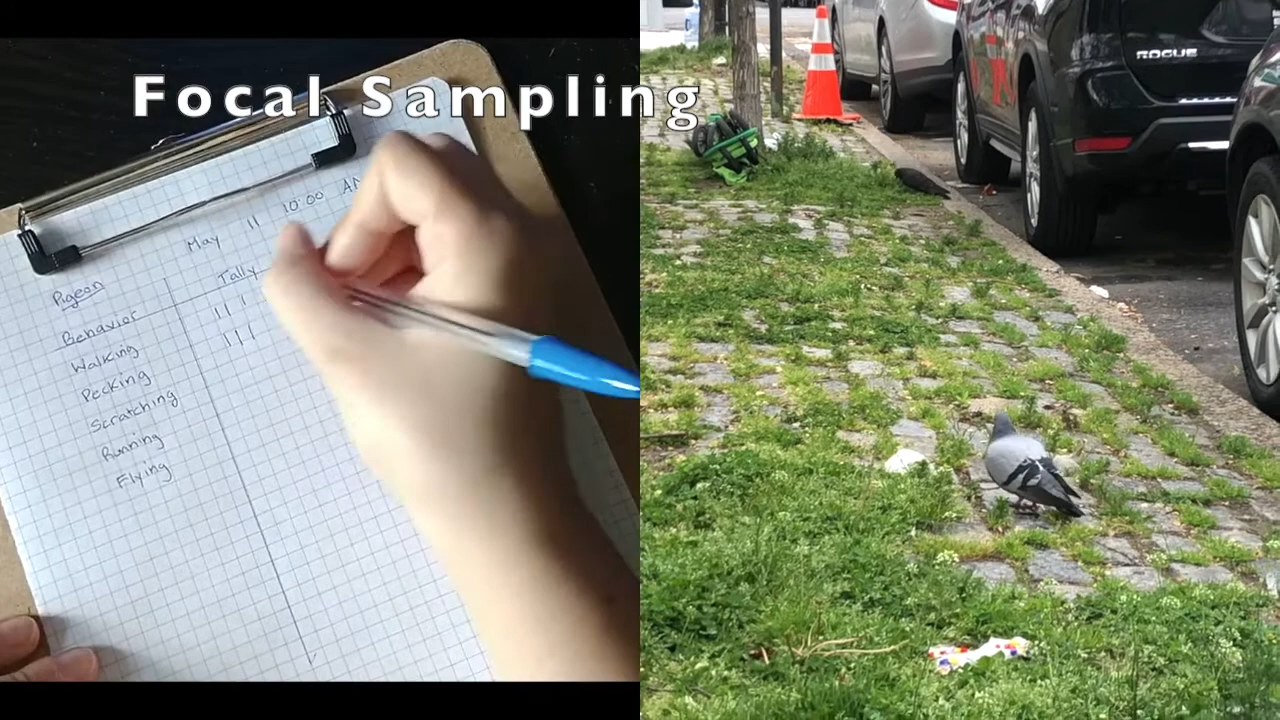 Focal Sampling
May 11 10:00 AM
Pigeon
Behavior Tally
Walking
Pecking
Scratching
Running
Flying
ROGUE